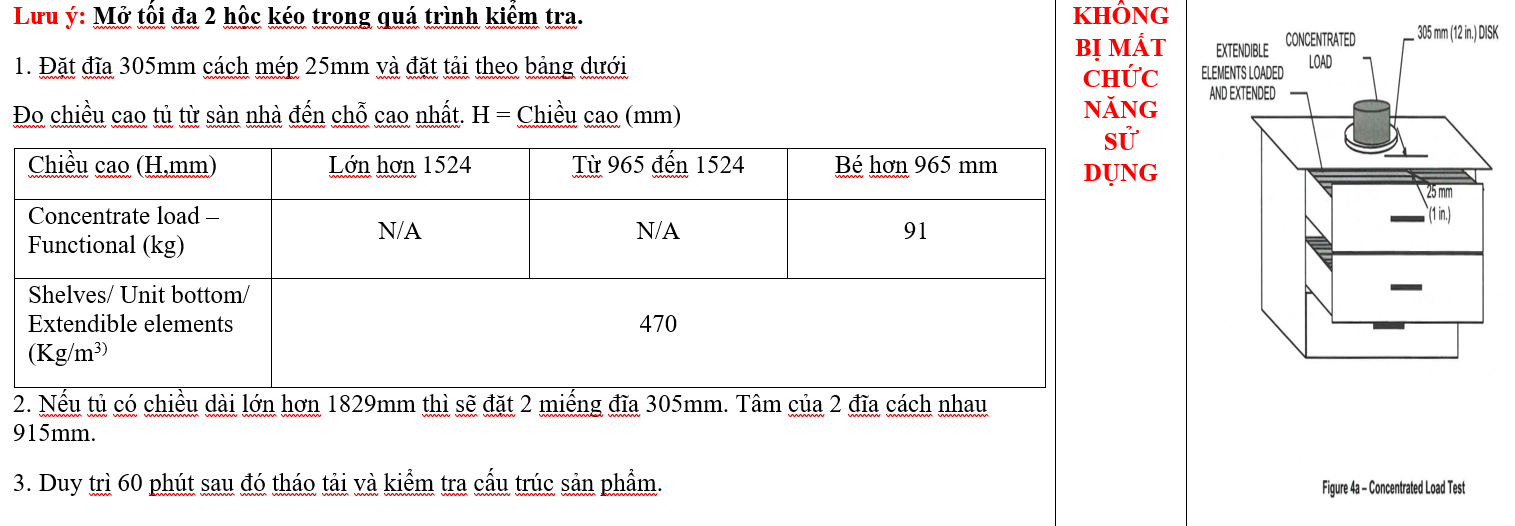 Lưu ý: Mở tối đa 2 hộc kéo trong quá trình kiểm tra.
1. Đặt đĩa 305mm cách mép 25mm và đặt tải theo bảng dưới
Đo chiều cao tủ từ sàn nhà đến chỗ cao nhất. H = Chiều cao (mm)
Chiều cao (H,mm) Lớn hơn 1524 Từ 965 đến 1524 Bé hơn 965 mm
Concentrate load –
Functional (kg) N/A N/A 91
Shelves/ Unit bottom/
Extendible elements
(Kg/m³⁾ 470
2. Nếu tủ có chiều dài lớn hơn 1829mm thì sẽ đặt 2 miếng đĩa 305mm. Tâm của 2 đĩa cách nhau
915mm.
3. Duy trì 60 phút sau đó tháo tải và kiểm tra cấu trúc sản phẩm.
KHÔNG
BỊ MẤT
CHỨC
NĂNG
SỬ
DỤNG
305 mm (12 in.) DISK
CONCENTRATED
LOAD
EXTENDIBLE
ELEMENTS LOADED
AND EXTENDED
25 mm
(1 in.)
Figure 4a – Concentrated Load Test